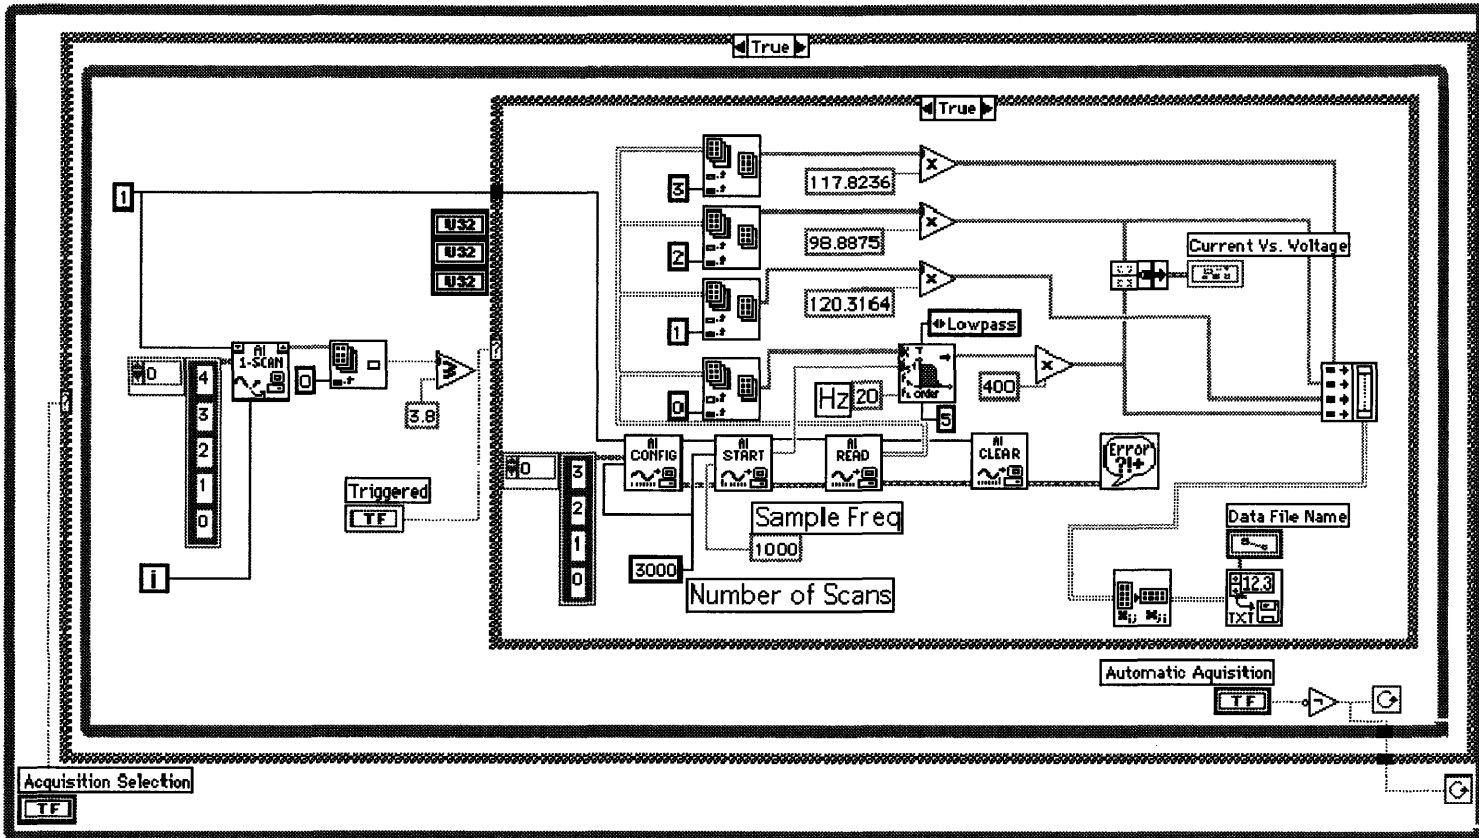 True
True
3
117.8236
1
U32
2
98.8875
Current Vs. Voltage
U32
U32
1
120.3164
Lowpass
AI
1-SCAN
0
4
0
0
Hz
20
order
400
3
3.8
5
2
AI
CONFIG
AI
START
AI
READ
AI
CLEAR
Error
?!+
0
3
1
Triggered
TF
2
Sample Freq
Data File Name
0
1
1000
i
3000
0
Number of Scans
12.3
TXT
Automatic Aquisition
TF
Acquisition Selection
TF